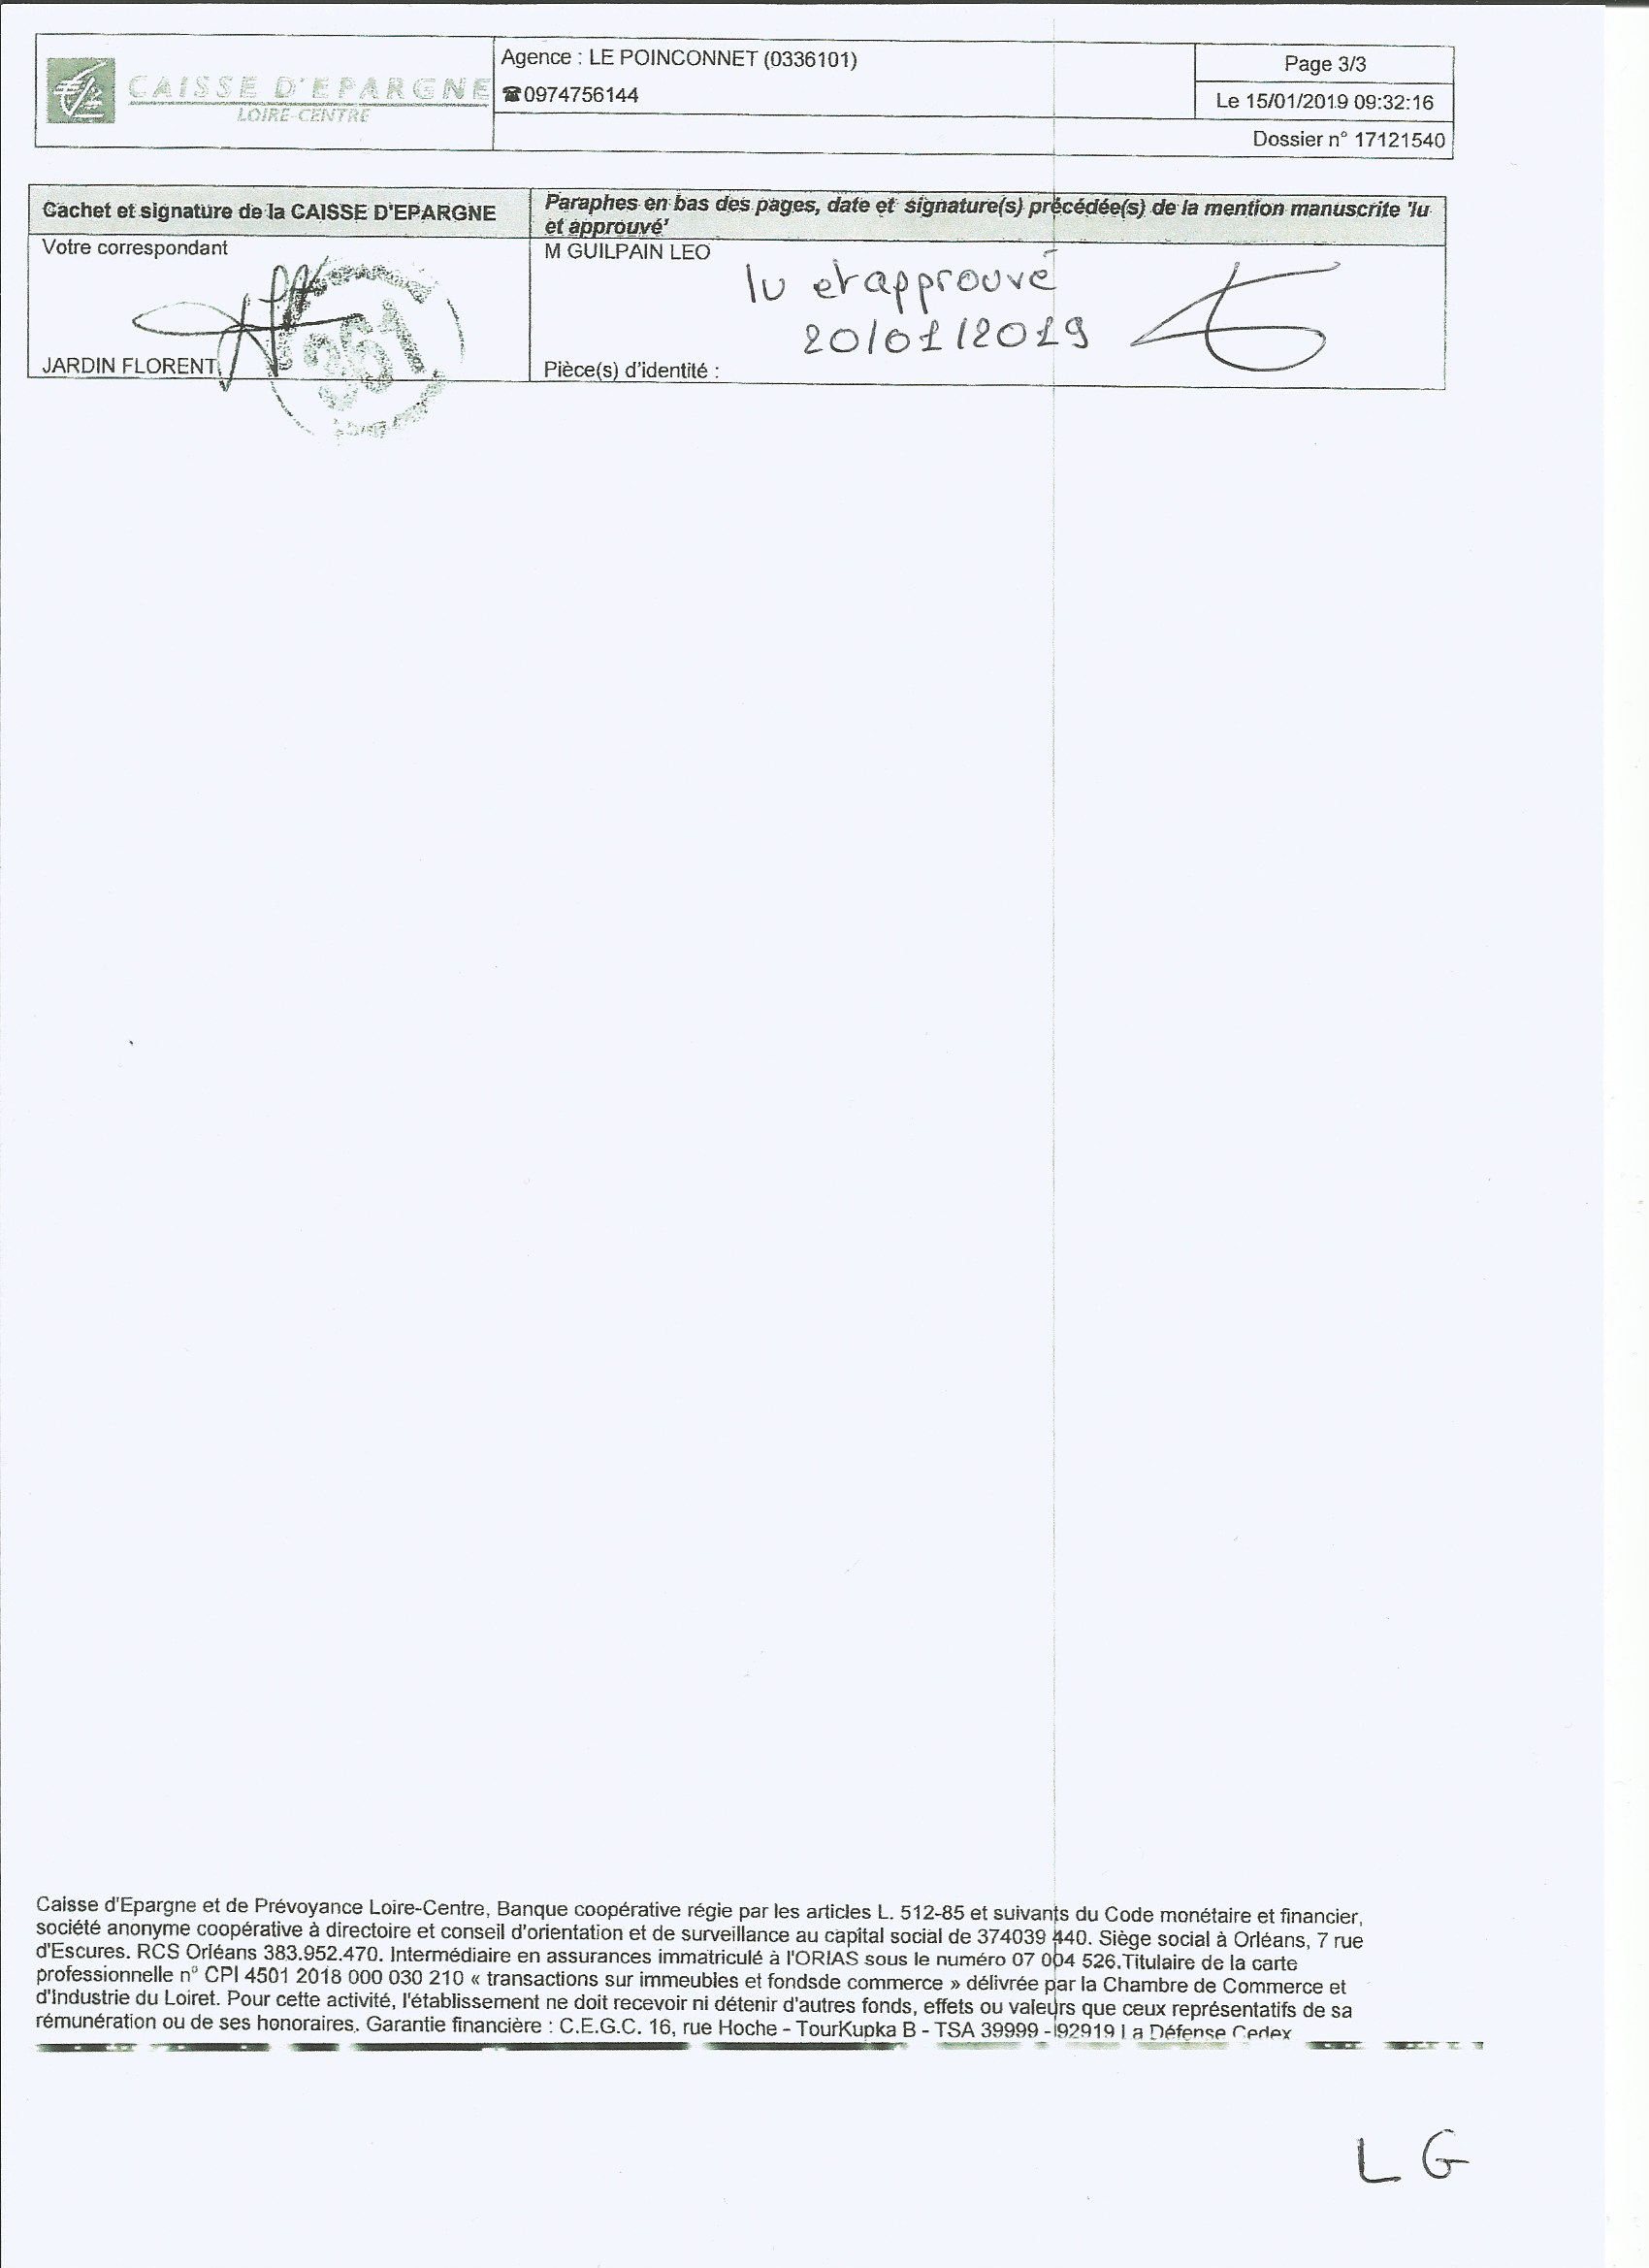 CAISSE D'EPARGNE
LOIRE-CENTRE
Agence : LE POINCONNET (0336101)
☎0974756144
Page 3/3
Le 15/01/2019 09:32:16
Dossier n° 17121540
Cachet et signature de la CAISSE D'EPARGNE
Paraphes en bas des pages, date et signature(s) précédée(s) de la mention manuscrite 'lu
et approuvé'
Votre correspondant
JARDIN FLORENT
361
M GUILPAIN LEO
lu et approuvé
20/01/2019
Pièce(s) d'identité :
Caisse d'Epargne et de Prévoyance Loire-Centre, Banque coopérative régie par les articles L. 512-85 et suivants du Code monétaire et financier,
société anonyme coopérative à directoire et conseil d'orientation et de surveillance au capital social de 374039 440. Siège social à Orléans, 7 rue
d'Escures. RCS Orléans 383.952.470. Intermédiaire en assurances immatriculé à l'ORIAS sous le numéro 07 004 526.Titulaire de la carte
professionnelle n° CPI 4501 2018 000 030 210 « transactions sur immeubles et fondsde commerce » délivrée par la Chambre de Commerce et
d'Industrie du Loiret. Pour cette activité, l'établissement ne doit recevoir ni détenir d'autres fonds, effets ou valeurs que ceux représentatifs de sa
rémunération ou de ses honoraires. Garantie financière : C.E.G.C. 16, rue Hoche - TourKupka B - TSA 39999 - 92919 La Défense Cedex
L G